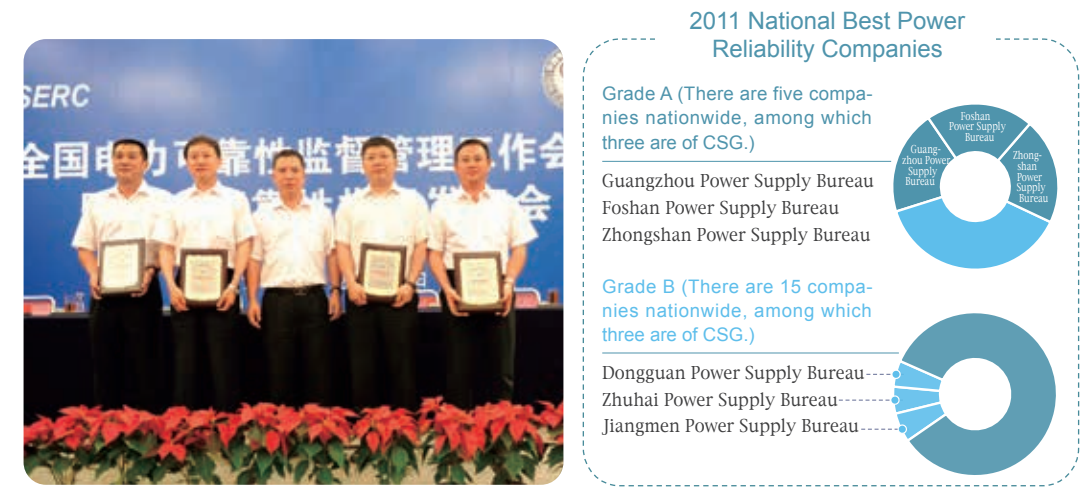 SERC
全国电力可靠性监督管理工作会
靠性
会
2011 National Best Power
Reliability Companies
Grade A (There are five compa-
nies nationwide, among which
three are of CSG.)
Guangzhou Power Supply Bureau
Foshan Power Supply Bureau
Zhongshan Power Supply Bureau
Foshan
Power Supply
Bureau
Guang-
zhou Power
Supply
Bureau
Zhong-
shan
Power
Supply
Bureau
Grade B (There are 15 compa-
nies nationwide, among which
three are of CSG.)
Dongguan Power Supply Bureau
Zhuhai Power Supply Bureau
Jiangmen Power Supply Bureau